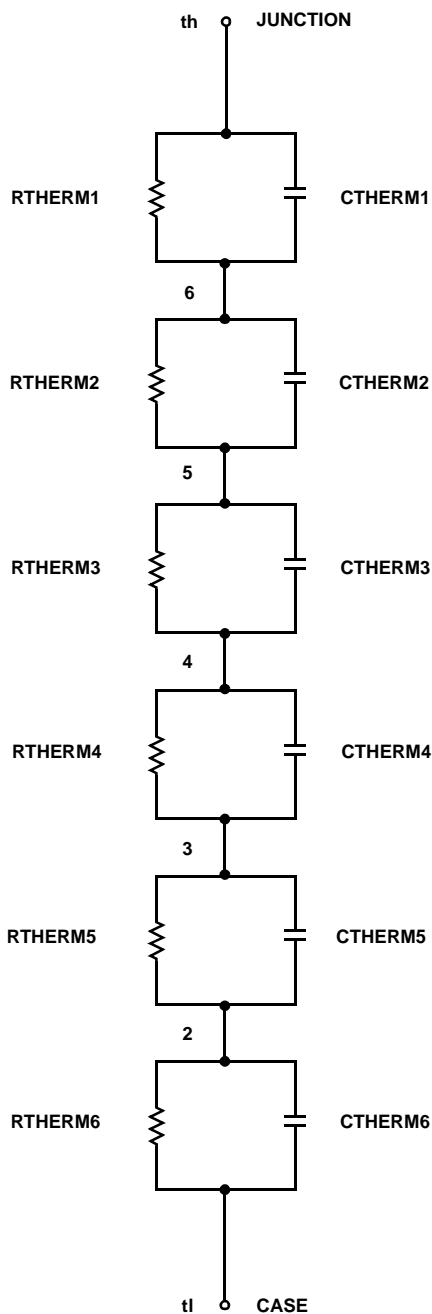 th JUNCTION
RTHERM1 CTHERM1
6
RTHERM2 CTHERM2
5
RTHERM3 CTHERM3
4
RTHERM4 CTHERM4
3
RTHERM5 CTHERM5
2
RTHERM6 CTHERM6
tl CASE